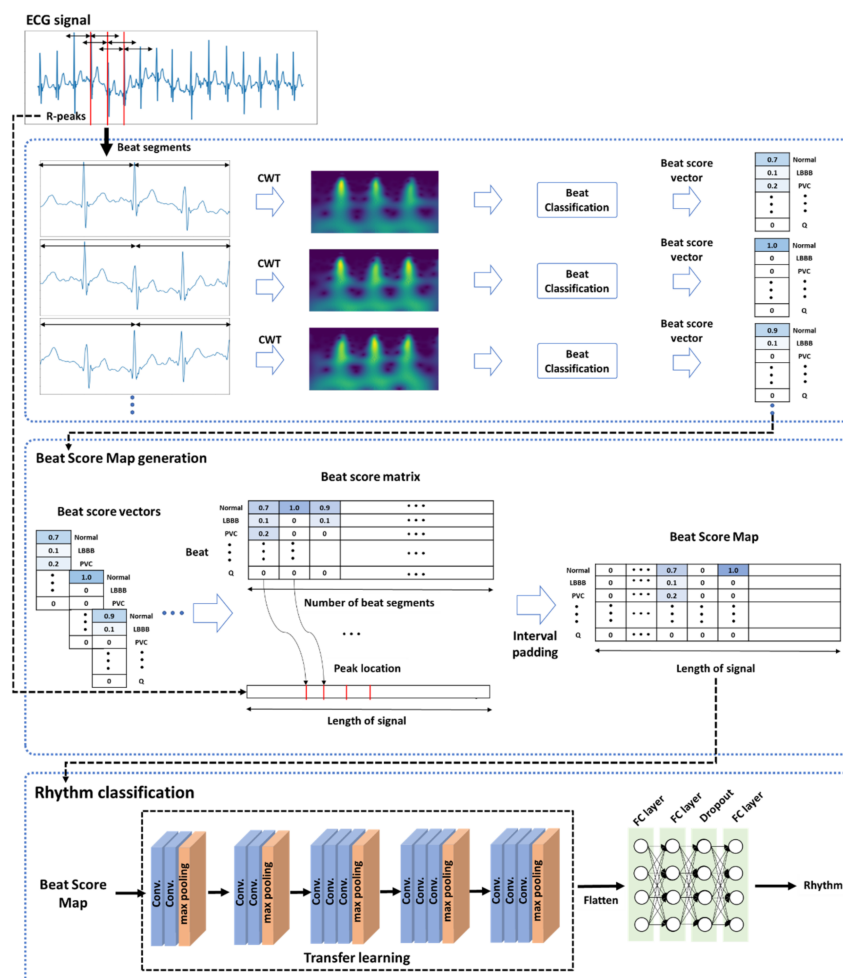 ECG signal
R-peaks
Beat segments
CWT
Beat
Classification
Beat score
vector
0.7 Normal
0.1 LBBB
0.2 PVC
0 Q
CWT
Beat
Classification
Beat score
vector
1.0 Normal
0 LBBB
0 PVC
0 Q
CWT
Beat
Classification
Beat score
vector
0.9 Normal
0.1 LBBB
0 PVC
0 Q
Beat Score Map generation
Beat score vectors
0.7 Normal
0.1 LBBB
0.2 PVC
1.0 Normal
0 LBBB
0 0 PVC
0.9 Normal
0.1 LBBB
0 0 PVC
0 Q
Beat score matrix
Beat
Normal 0.7 1.0 0.9
LBBB 0.1 0 0.1
PVC 0.2 0 0
Q 0 0 0
Number of beat segments
Peak location
Length of signal
Interval
padding
Beat Score Map
Normal 0 0.7 0 1.0
LBBB 0 0.1 0 0
PVC 0 0.2 0 0
Q 0 0 0 0
Length of signal
Rhythm classification
Beat Score
Map
Conv.
Conv.
max pooling
Conv.
Conv.
max pooling
Conv.
Conv.
Conv.
max pooling
Conv.
Conv.
Conv.
max pooling
Conv.
Conv.
Conv.
max pooling
Transfer learning
Flatten
FC layer
FC layer
Dropout
FC layer
Rhythm